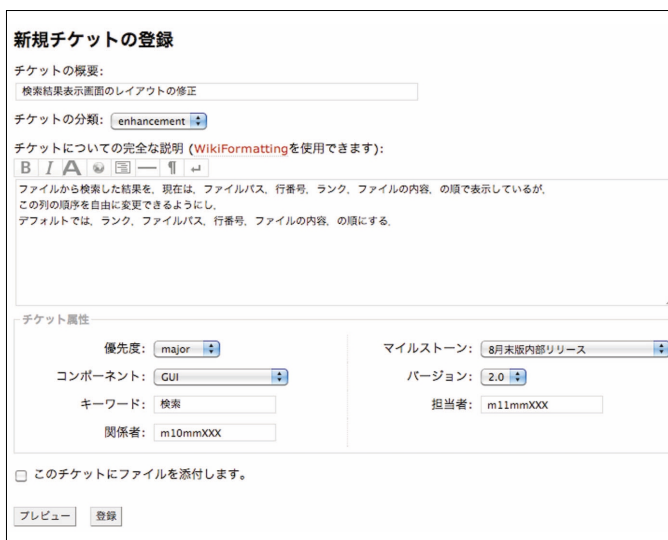 新規チケットの登録
チケットの概要:
検索結果表示画面のレイアウトの修正
チケットの分類: enhancement
チケットについての完全な説明 (WikiFormattingを使用できます):
B I A ¶ ↵
ファイルから検索した結果を, 現在は, ファイルパス, 行番号, ランク, ファイルの内容, の順で表示しているが,
この列の順序を自由に変更できるようにし,
デフォルトでは, ランク, ファイルパス, 行番号, ファイルの内容, の順にする,
チケット属性
優先度: major マイルストーン: 8月末版内部リリース
コンポーネント: GUI バージョン: 2.0
キーワード: 検索 担当者: m11mmXXX
関係者: m10mmXXX
このチケットにファイルを添付します。
プレビュー 登録